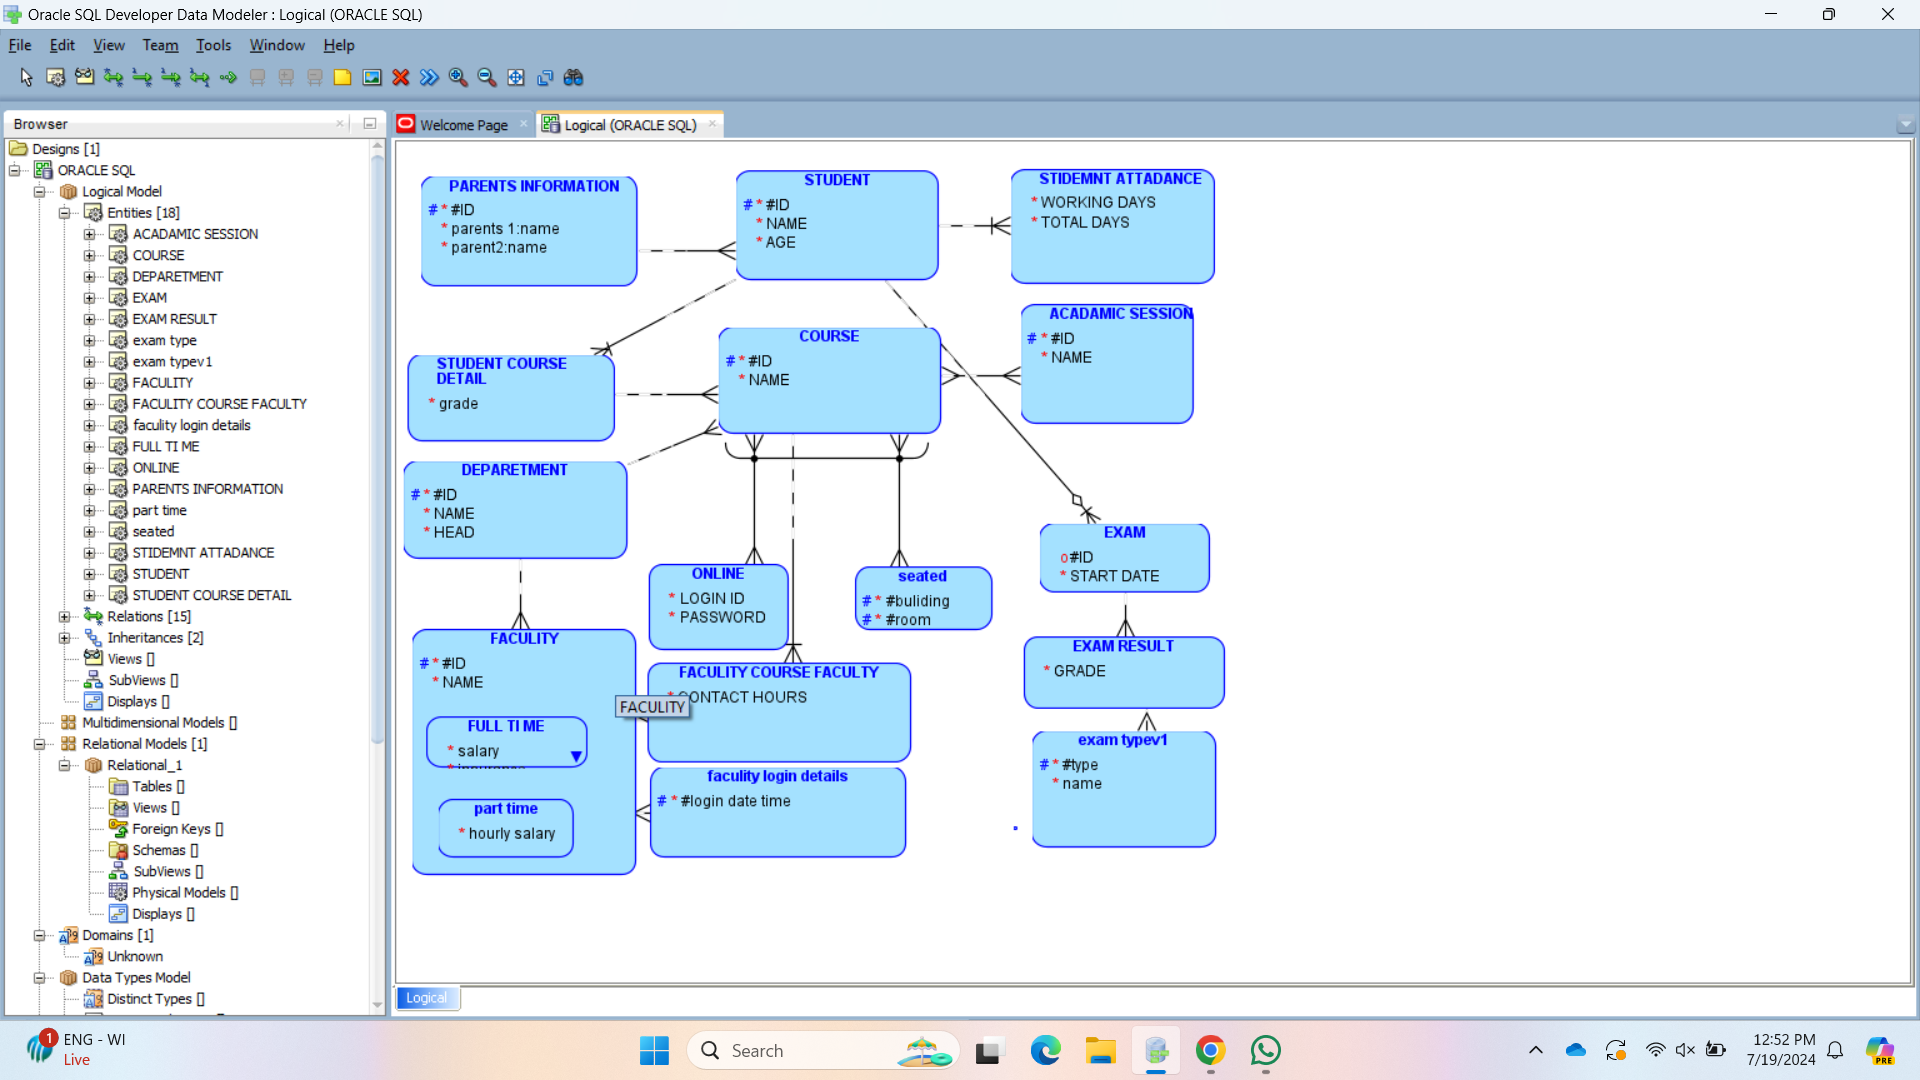 Oracle SQL Developer Data Modeler : Logical (ORACLE SQL)
File Edit View Team Tools Window Help
Browser
Welcome Page
Logical (ORACLE SQL)
Designs [1]
ORACLE SQL
Logical Model
Entities [18]
ACADAMIC SESSION
COURSE
DEPARETMENT
EXAM
EXAM RESULT
exam type
exam typev1
FACULITY
FACULITY COURSE FACULTY
faculity login details
FULL TI ME
ONLINE
PARENTS INFORMATION
part time
seated
STIDEMNT ATTADANCE
STUDENT
STUDENT COURSE DETAIL
Relations [15]
Inheritances [2]
Views []
SubViews []
Displays []
Multidimensional Models []
Relational Models [1]
Relational_1
Tables []
Views []
Foreign Keys []
Schemas []
SubViews []
Physical Models []
Displays []
Domains [1]
Unknown
Data Types Model
Distinct Types []
PARENTS INFORMATION
# * #ID
* parents 1:name
* parent2:name
STUDENT
# * #ID
* NAME
* AGE
STIDEMNT ATTADANCE
* WORKING DAYS
* TOTAL DAYS
ACADAMIC SESSION
# * #ID
* NAME
COURSE
# * #ID
* NAME
STUDENT COURSE
DETAIL
* grade
DEPARETMENT
# * #ID
* NAME
* HEAD
ONLINE
* LOGIN ID
* PASSWORD
seated
# * #buliding
# * #room
EXAM
o #ID
* START DATE
EXAM RESULT
* GRADE
exam typev1
# * #type
* name
FACULITY
# * #ID
* NAME
FULL TI ME
* salary
part time
* hourly salary
FACULITY COURSE FACULTY
* CONTACT HOURS
FACULITY
faculity login details
# * #login date time
Logical
1
ENG - WI
Live
Search
12:52 PM
7/19/2024
PRE